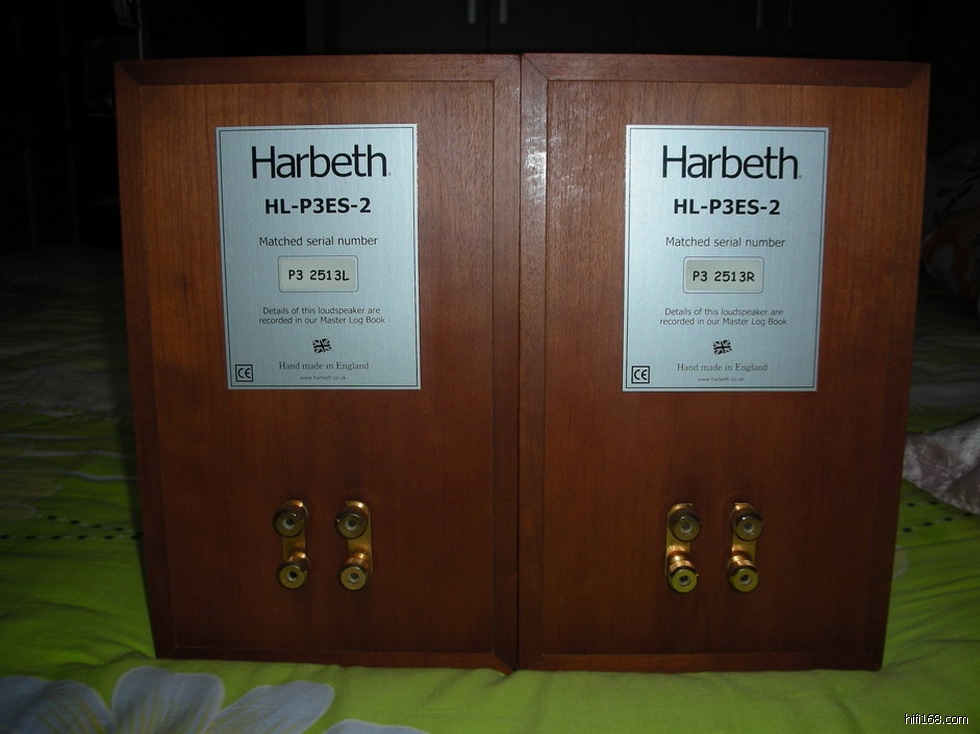 Harbeth
HL-P3ES-2
Matched serial number
P3 2513L
Details of this loudspeaker are
recorded in our Master Log Book
Hand made in England
www.harbeth.co.uk
CE
Harbeth
HL-P3ES-2
Matched serial number
P3 2513R
Details of this loudspeaker are
recorded in our Master Log Book
Hand made in England
www.harbeth.co.uk
CE
hifi168.com